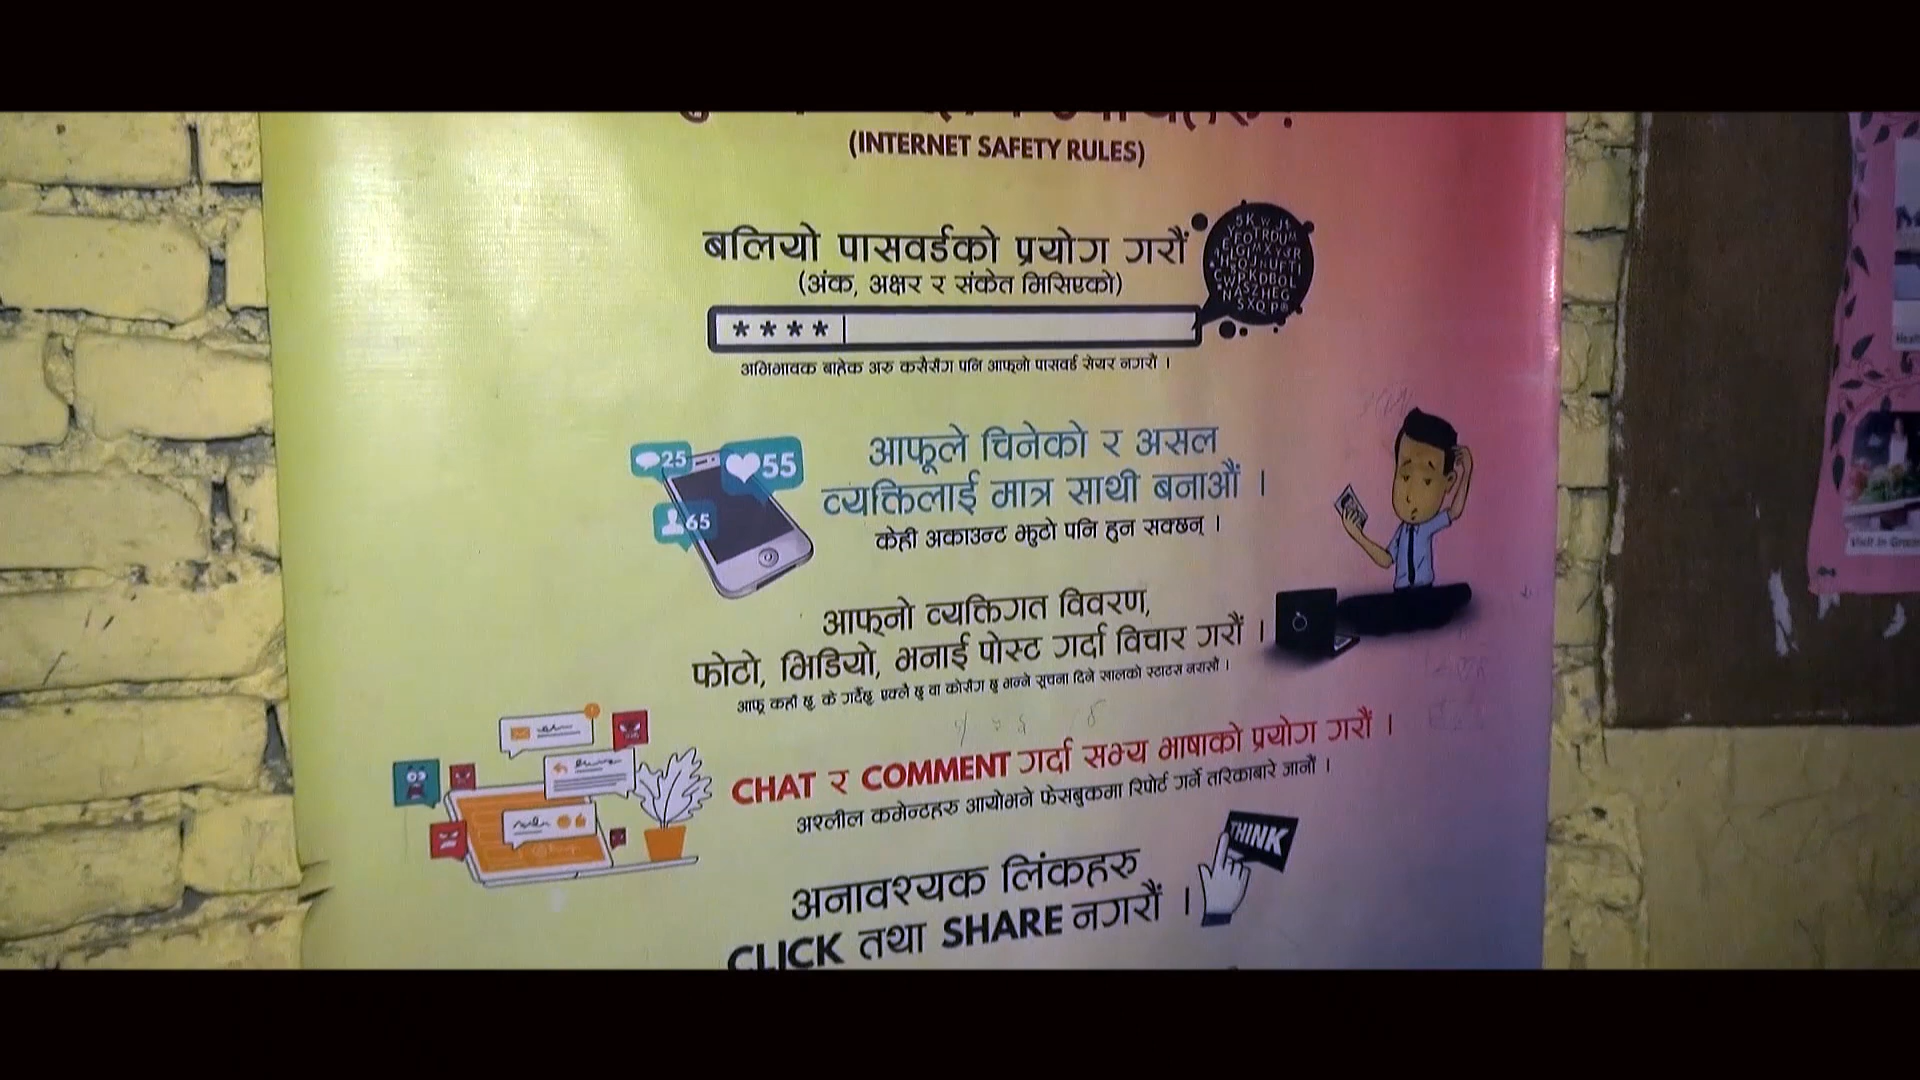 (INTERNET SAFETY RULES)
बलियो पासवर्डको प्रयोग गरौं
(अंक, अक्षर र संकेत मिसिएको)
****
अभिभावक बाहेक अरु कसैसँग पनि आफ्नो पासवर्ड सेयर नगरौं ।
25
55
65
आफूले चिनेको र असल
व्यक्तिलाई मात्र साथी बनाऔं ।
केही अकाउन्ट झुटो पनि हुन सक्छन् ।
आफ्नो व्यक्तिगत विवरण,
फोटो, भिडियो, भनाई पोस्ट गर्दा विचार गरौं ।
आफू कहाँ छु, के गर्दैछु, एक्लै छु वा कोसँग छु भन्ने सूचना दिने खालको स्टाटस नराखौं ।
CHAT र COMMENT गर्दा सभ्य भाषाको प्रयोग गरौं ।
अश्लील कमेन्टहरु आयोभने फेसबुकमा रिपोर्ट गर्ने तरिकाबारे जानौं ।
THINK
अनावश्यक लिंकहरु
CLICK तथा SHARE नगरौं ।